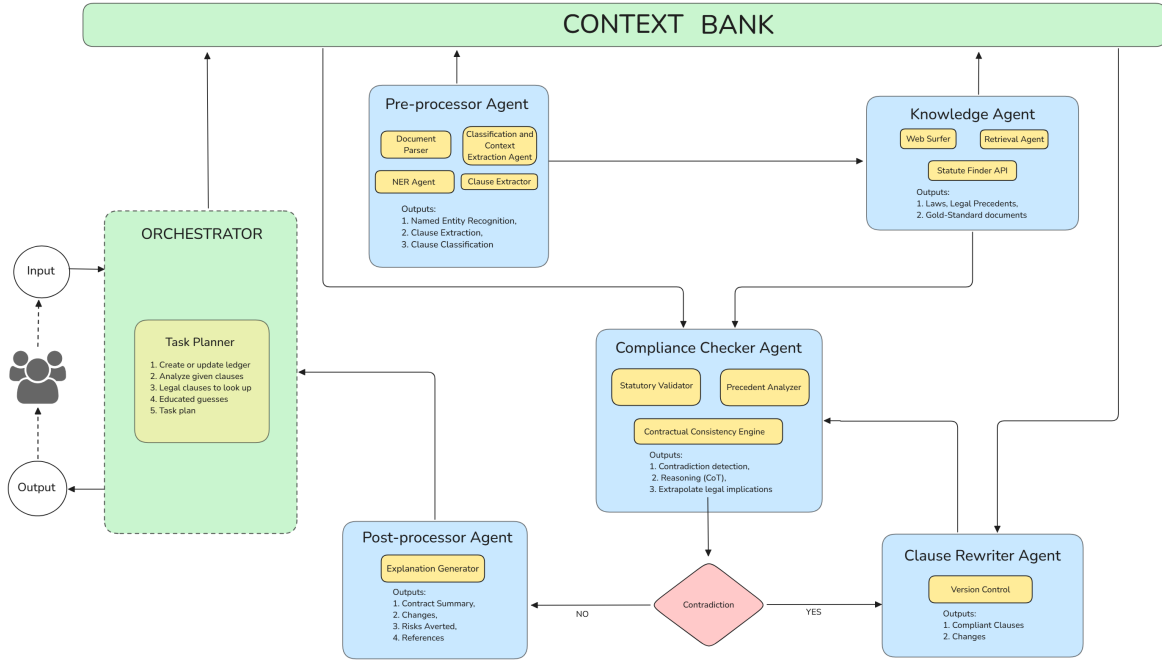 CONTEXT BANK
Pre-processor Agent
Document
Parser
Classification and
Context
Extraction Agent
NER Agent
Clause Extractor
Outputs:
1. Named Entity Recognition,
2. Clause Extraction,
3. Clause Classification
Knowledge Agent
Web Surfer
Retrieval Agent
Statute Finder API
Outputs:
1. Laws, Legal Precedents,
2. Gold-Standard documents
ORCHESTRATOR
Input
Task Planner
1. Create or update ledger
2. Analyze given clauses
3. Legal clauses to look up
4. Educated guesses
5. Task plan
Output
Compliance Checker Agent
Statutory Validator
Precedent Analyzer
Contractual Consistency Engine
Outputs:
1. Contradiction detection,
2. Reasoning (CoT),
3. Extrapolate legal implications
Post-processor Agent
Explanation Generator
Outputs:
1. Contract Summary,
2. Changes,
3. Risks Averted,
4. References
NO
Contradiction
YES
Clause Rewriter Agent
Version Control
Outputs:
1. Compliant Clauses
2. Changes